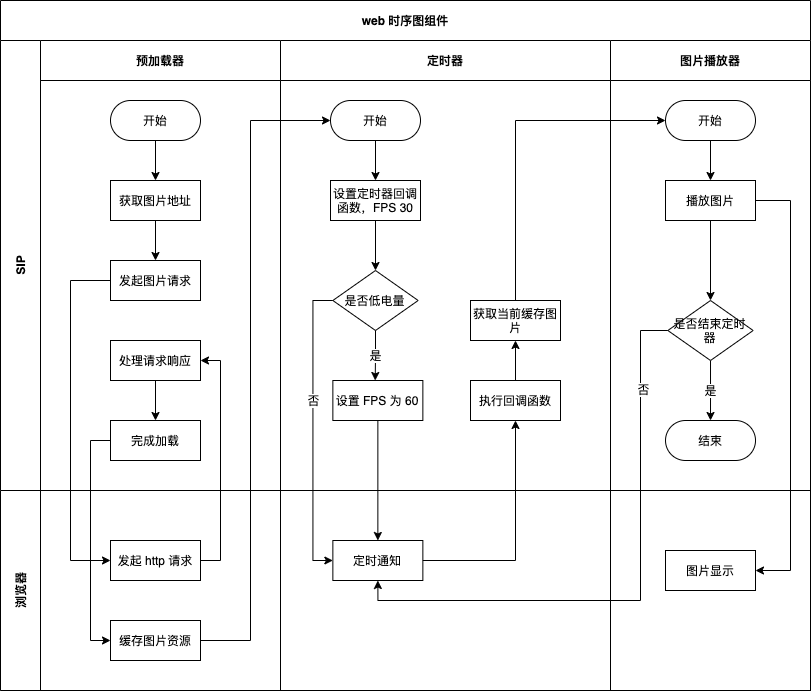 web 时序图组件
预加载器
定时器
图片播放器
SIP
浏览器
开始
获取图片地址
发起图片请求
处理请求响应
完成加载
发起 http 请求
缓存图片资源
开始
设置定时器回调
函数，FPS 30
是否低电量
是
否
设置 FPS 为 60
定时通知
获取当前缓存图
片
执行回调函数
开始
播放图片
是否结束定时
器
否
是
结束
图片显示